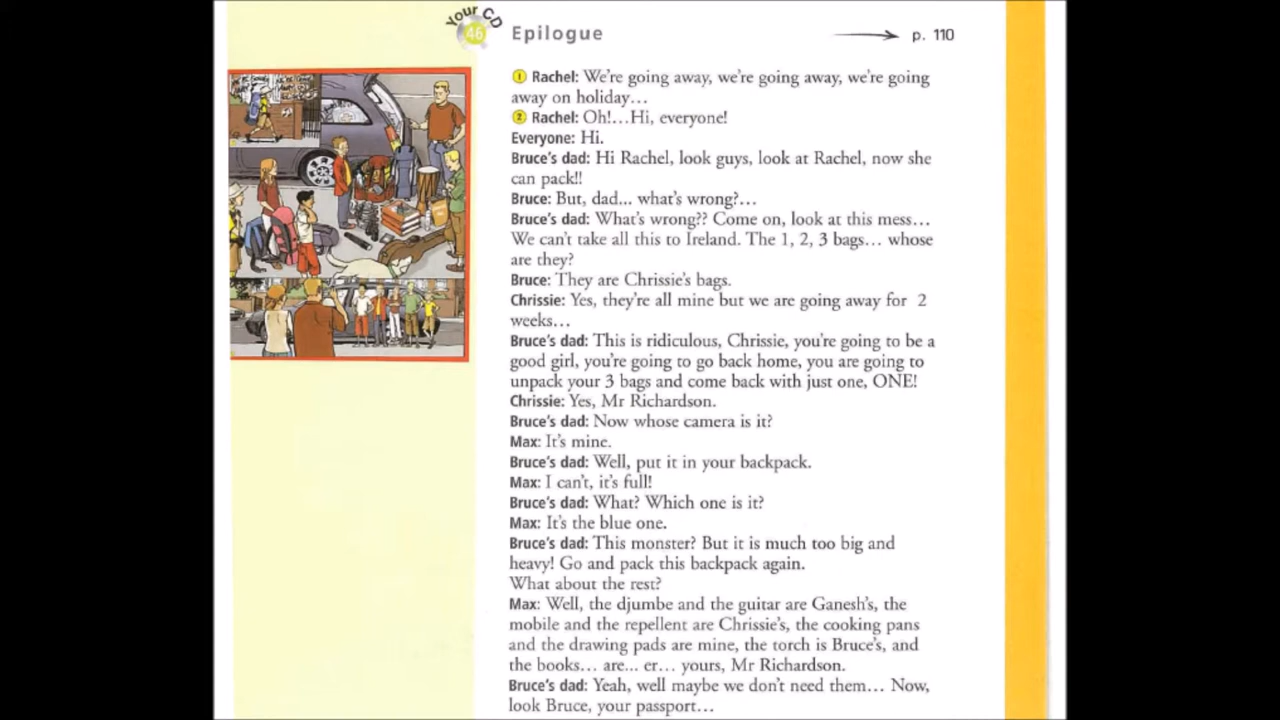 Your CD
46 Epilogue p. 110
1 Rachel: We're going away, we're going away, we're going
away on holiday...
2 Rachel: Oh!...Hi, everyone!
Everyone: Hi.
Bruce's dad: Hi Rachel, look guys, look at Rachel, now she
can pack!!
Bruce: But, dad... what's wrong?...
Bruce's dad: What's wrong?? Come on, look at this mess...
We can't take all this to Ireland. The 1, 2, 3 bags... whose
are they?
Bruce: They are Chrissie's bags.
Chrissie: Yes, they're all mine but we are going away for 2
weeks...
Bruce's dad: This is ridiculous, Chrissie, you're going to be a
good girl, you're going to go back home, you are going to
unpack your 3 bags and come back with just one, ONE!
Chrissie: Yes, Mr Richardson.
Bruce's dad: Now whose camera is it?
Max: It's mine.
Bruce's dad: Well, put it in your backpack.
Max: I can't, it's full!
Bruce's dad: What? Which one is it?
Max: It's the blue one.
Bruce's dad: This monster? But it is much too big and
heavy! Go and pack this backpack again.
What about the rest?
Max: Well, the djumbe and the guitar are Ganesh's, the
mobile and the repellent are Chrissie's, the cooking pans
and the drawing pads are mine, the torch is Bruce's, and
the books... are... er... yours, Mr Richardson.
Bruce's dad: Yeah, well maybe we don't need them... Now,
look Bruce, your passport...